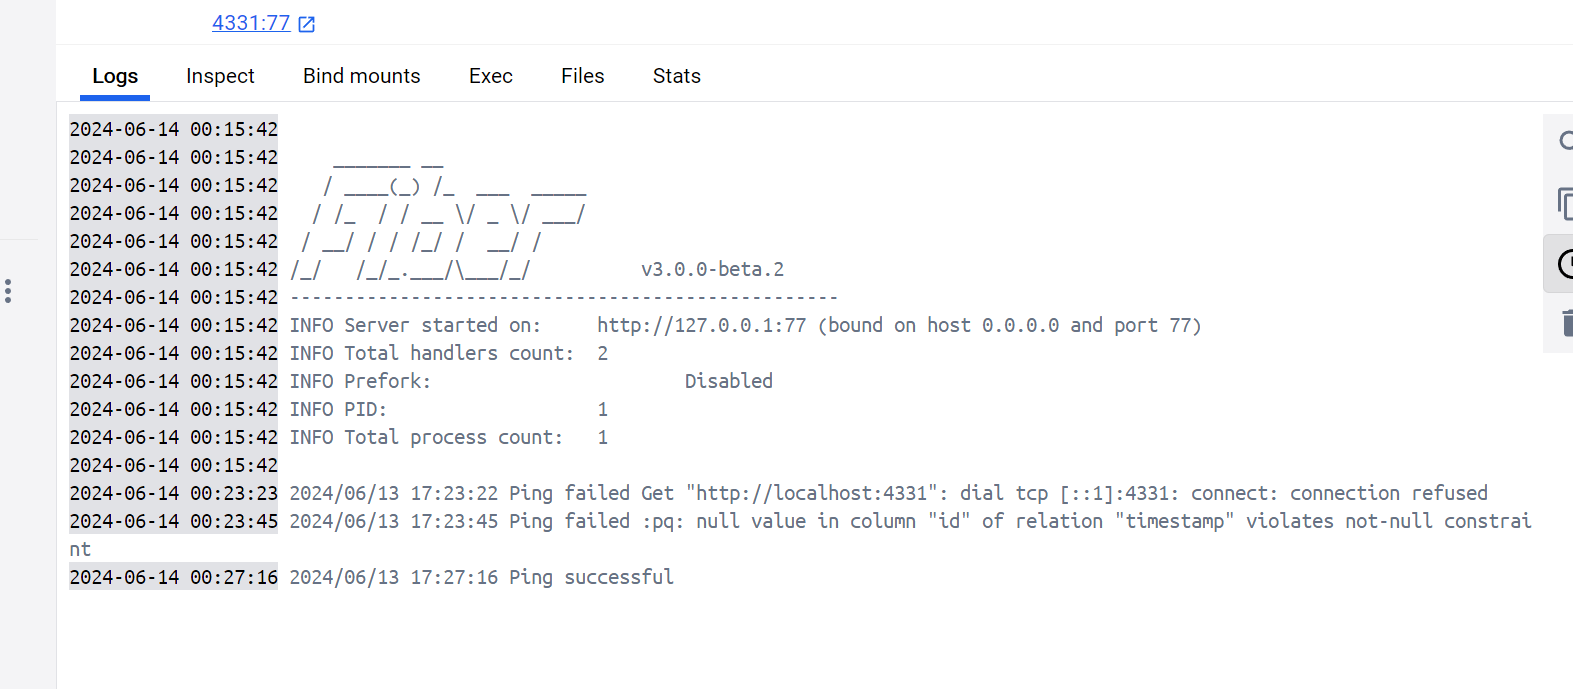 4331:77
Logs Inspect Bind mounts Exec Files Stats
2024-06-14 00:15:42
2024-06-14 00:15:42     _______ __
2024-06-14 00:15:42    / ____(_) /_  ___  _____
2024-06-14 00:15:42   / /_  / / __ \/ _ \/ ___/
2024-06-14 00:15:42  / __/ / / /_/ /  __/ /
2024-06-14 00:15:42 /_/   /_/_.___/\___/_/          v3.0.0-beta.2
2024-06-14 00:15:42 --------------------------------------------------
2024-06-14 00:15:42 INFO Server started on:     http://127.0.0.1:77 (bound on host 0.0.0.0 and port 77)
2024-06-14 00:15:42 INFO Total handlers count:  2
2024-06-14 00:15:42 INFO Prefork:                       Disabled
2024-06-14 00:15:42 INFO PID:                   1
2024-06-14 00:15:42 INFO Total process count:   1
2024-06-14 00:15:42
2024-06-14 00:23:23 2024/06/13 17:23:22 Ping failed Get "http://localhost:4331": dial tcp [::1]:4331: connect: connection refused
2024-06-14 00:23:45 2024/06/13 17:23:45 Ping failed :pq: null value in column "id" of relation "timestamp" violates not-null constrai
nt
2024-06-14 00:27:16 2024/06/13 17:27:16 Ping successful